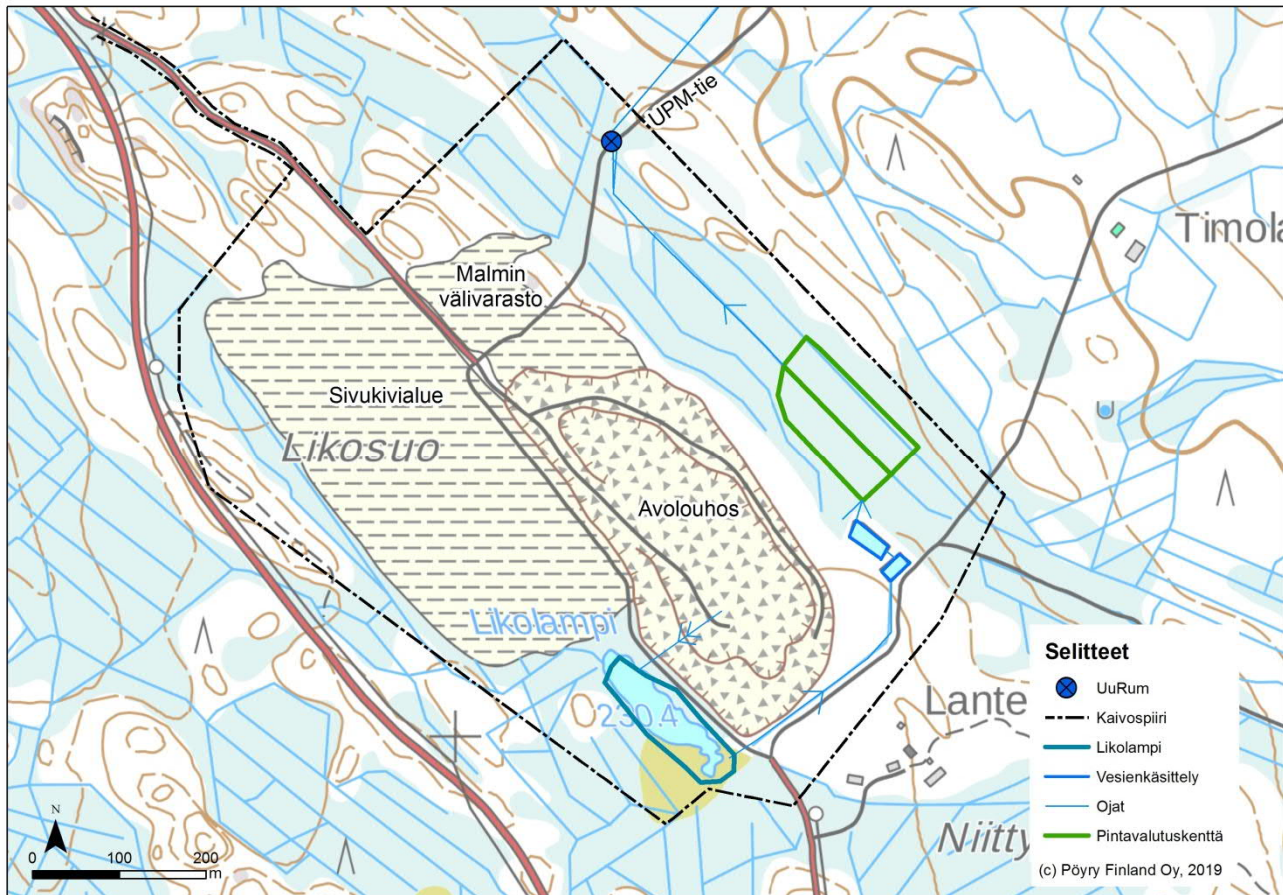 UPM-tie
Timola
Malmin
välivarasto
Sivukivialue
Likosuo
Avolouhos
Likolampi
230.4
Lante
Niitty
Selitteet
UuRum
Kaivospiiri
Likolampi
Vesienkäsittely
Ojat
Pintavalutuskenttä
(c) Pöyry Finland Oy, 2019
N
0 100 200
m